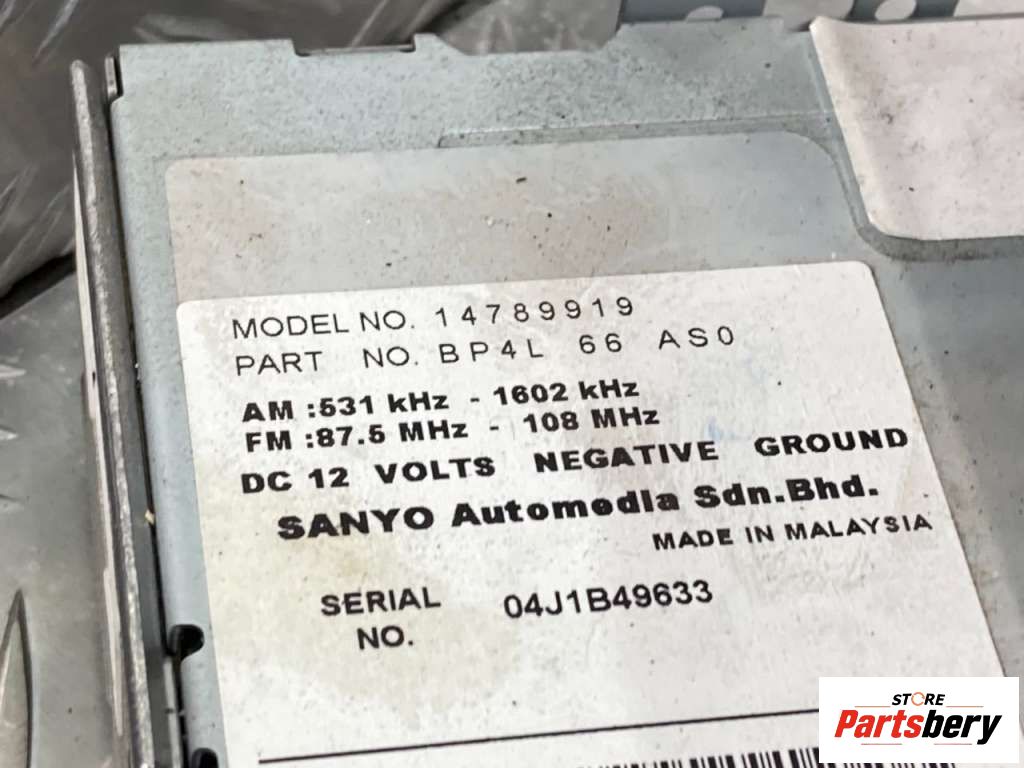 MODEL NO. 14789919
PART NO. BP4L 66 AS0
AM :531 kHz - 1602 kHz
FM :87.5 MHz - 108 MHz
DC 12 VOLTS NEGATIVE GROUND
SANYO Automedia Sdn.Bhd.
MADE IN MALAYSIA
SERIAL NO. 04J1B49633
STORE
Partsbery